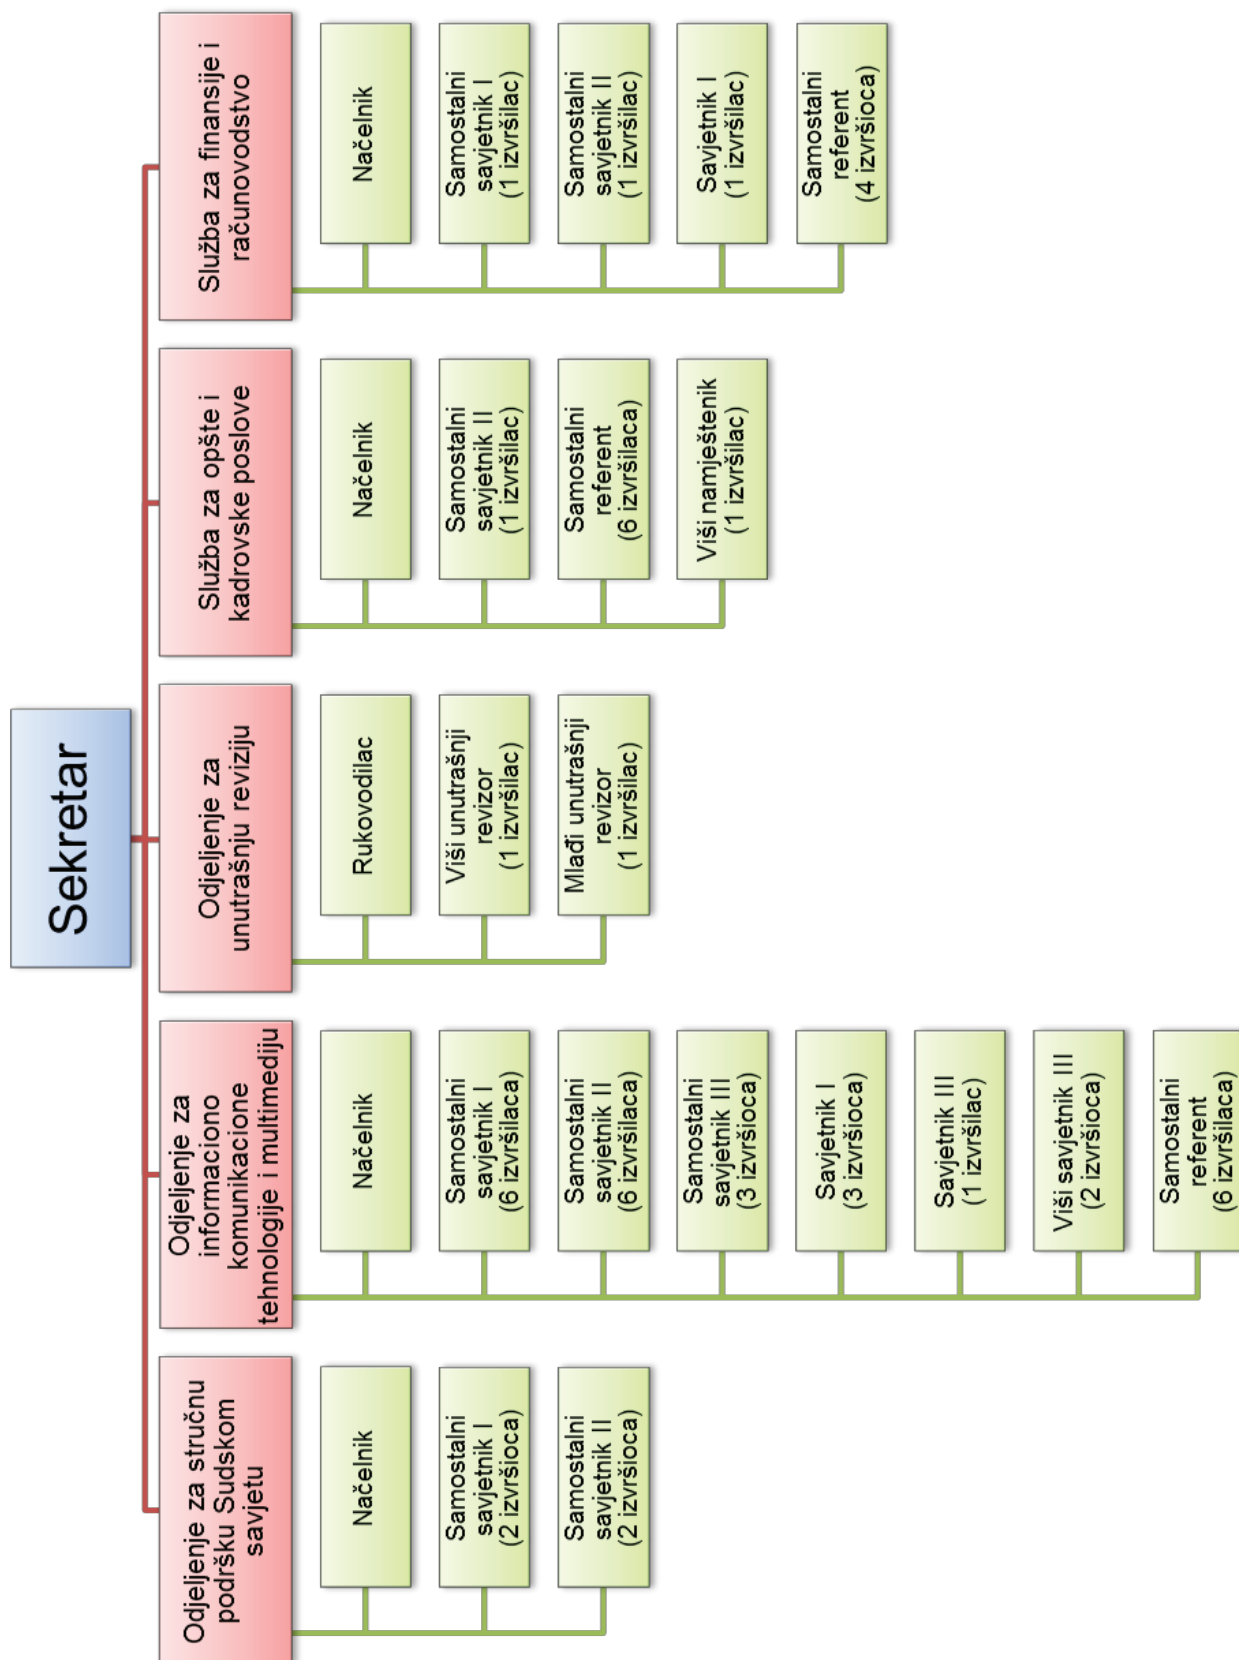 Sekretar
Odjeljenje za stručnu
podršku Sudskom
savjetu
Načelnik
Samostalni
savjetnik I
(2 izvršioca)
Samostalni
savjetnik II
(2 izvršioca)
Odjeljenje za
informaciono
komunikacione
tehnologije i multimediju
Načelnik
Samostalni
savjetnik I
(6 izvršilaca)
Samostalni
savjetnik II
(6 izvršilaca)
Samostalni
savjetnik III
(3 izvršioca)
Savjetnik I
(3 izvršioca)
Savjetnik III
(1 izvršilac)
Viši savjetnik III
(2 izvršioca)
Samostalni
referent
(6 izvršilaca)
Odjeljenje za
unutrašnju reviziju
Rukovodilac
Viši unutrašnji
revizor
(1 izvršilac)
Mlađi unutrašnji
revizor
(1 izvršilac)
Služba za opšte i
kadrovske poslove
Načelnik
Samostalni
savjetnik II
(1 izvršilac)
Samostalni
referent
(6 izvršilaca)
Viši namještenik
(1 izvršilac)
Služba za finansije i
računovodstvo
Načelnik
Samostalni
savjetnik I
(1 izvršilac)
Samostalni
savjetnik II
(1 izvršilac)
Savjetnik I
(1 izvršilac)
Samostalni
referent
(4 izvršioca)